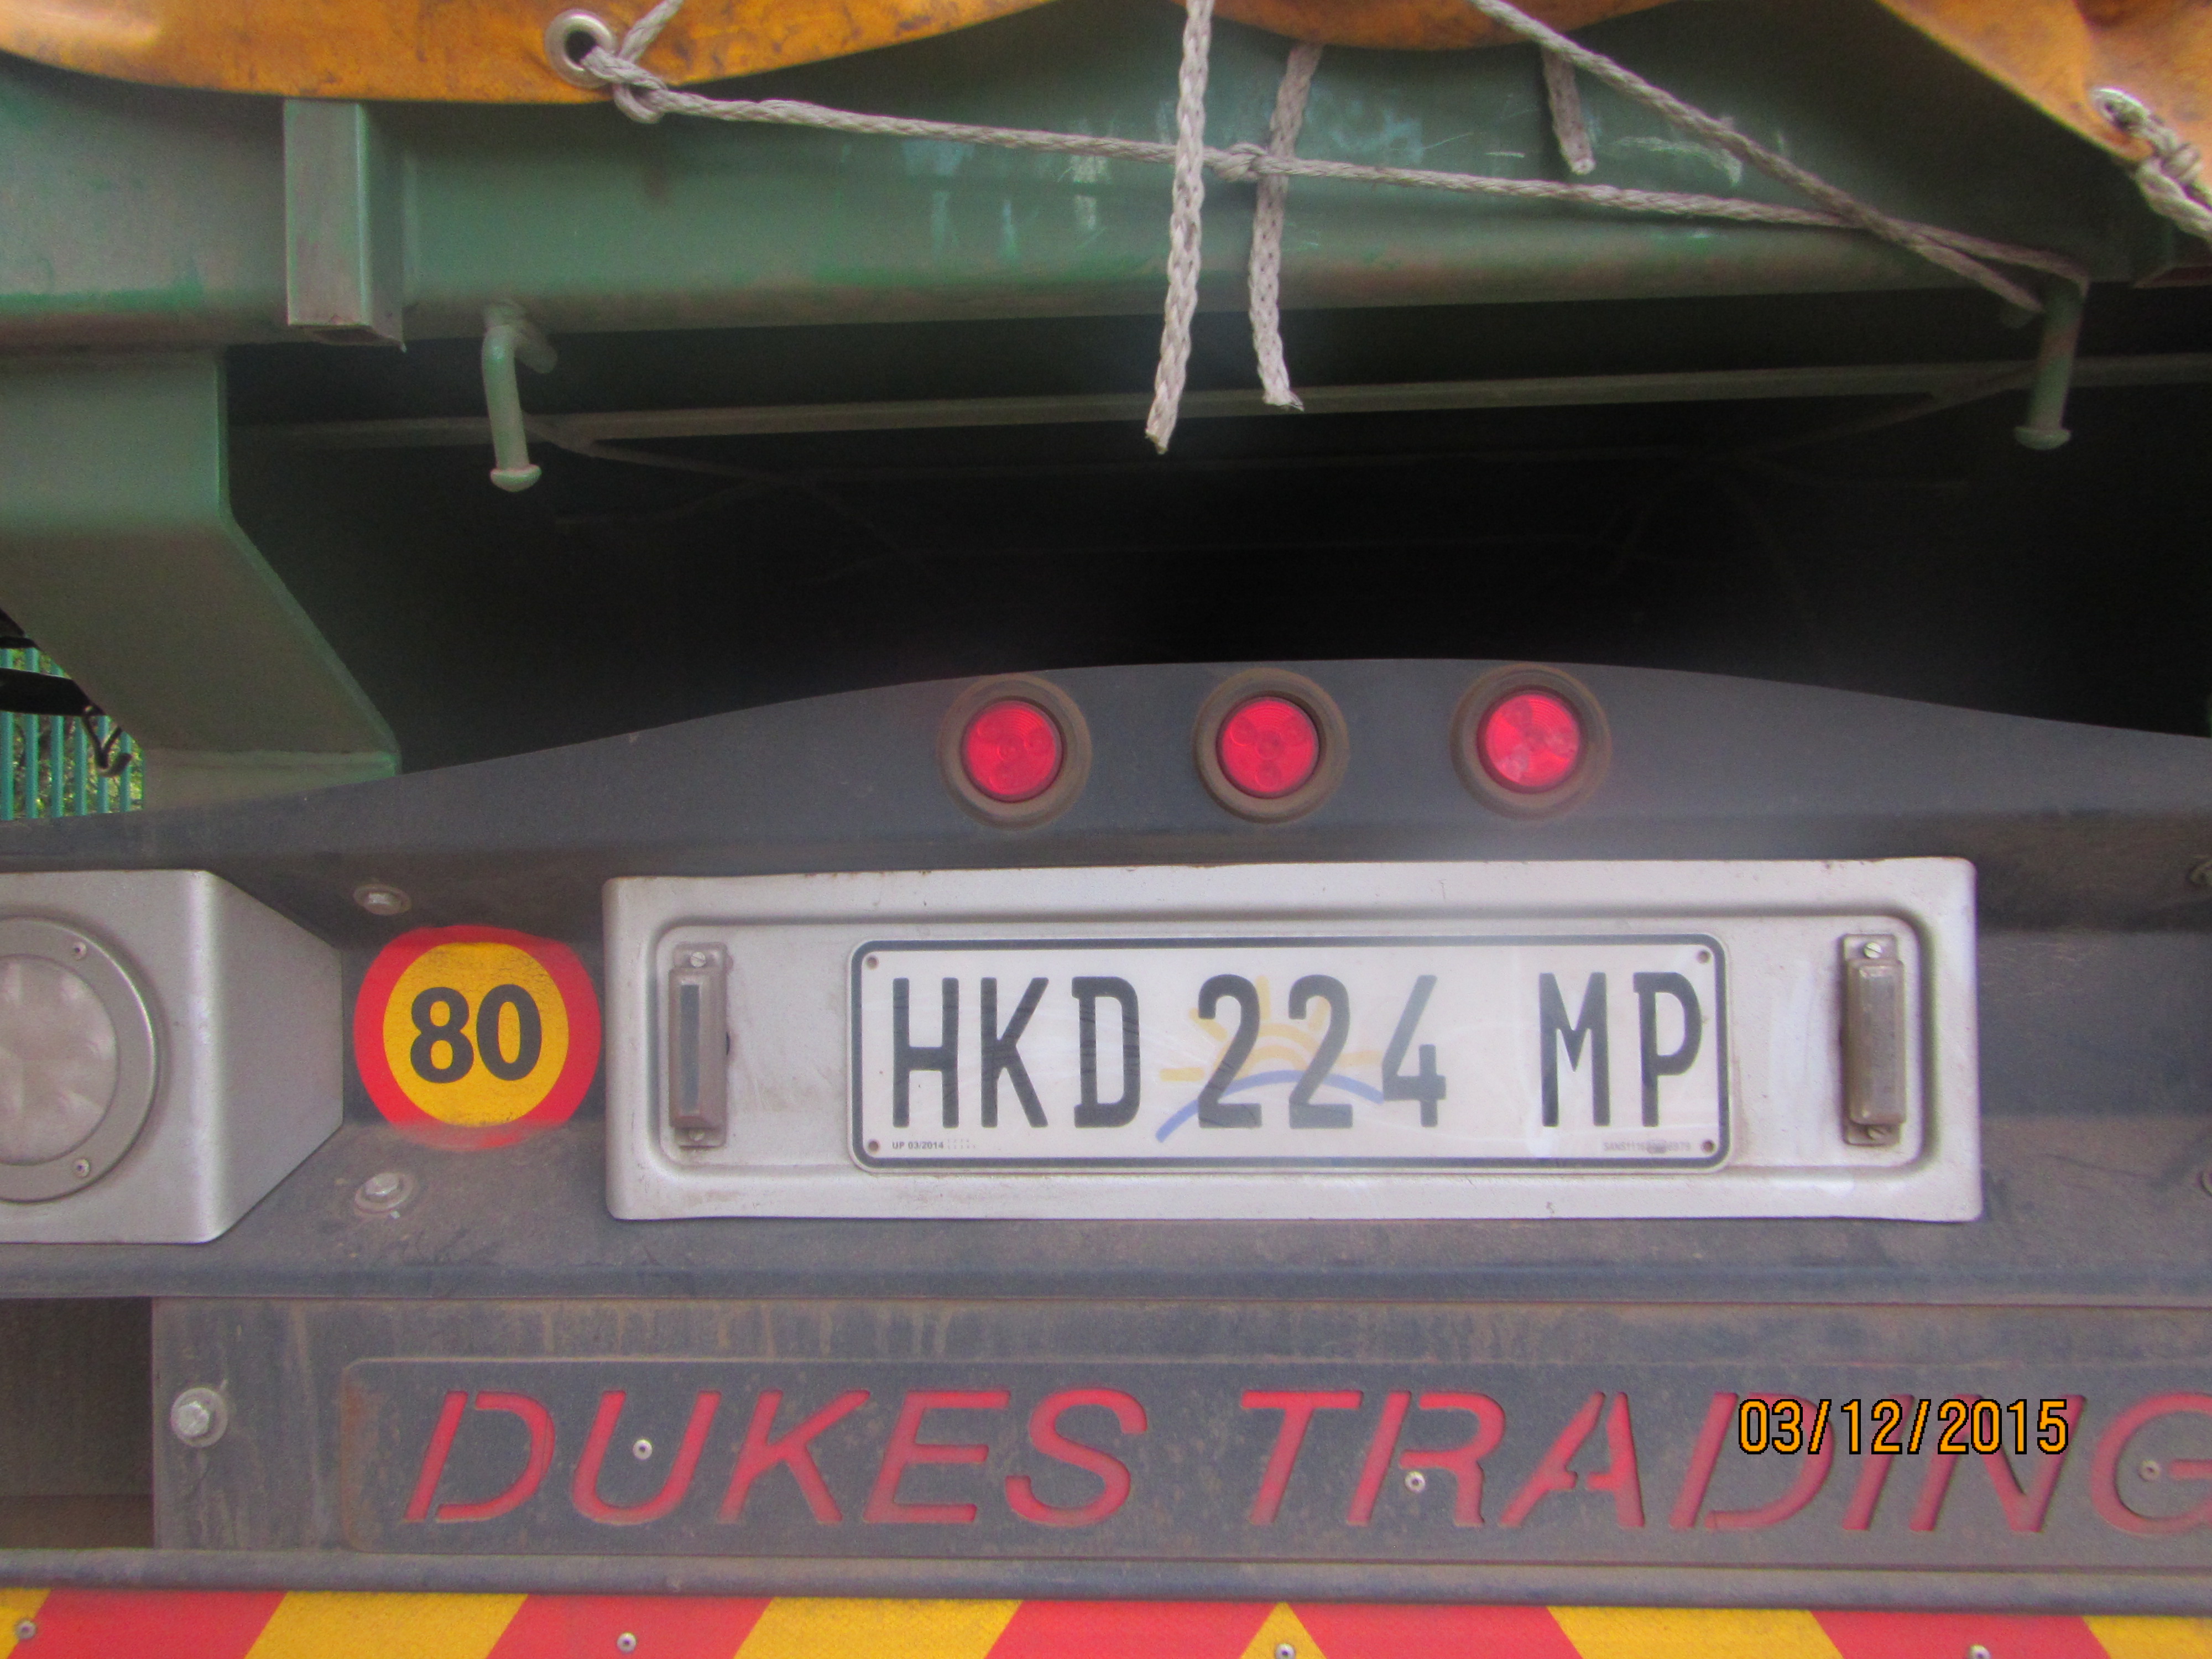 80
HKD 224 MP
UP 03/2014
DUKES TRADING
03/12/2015